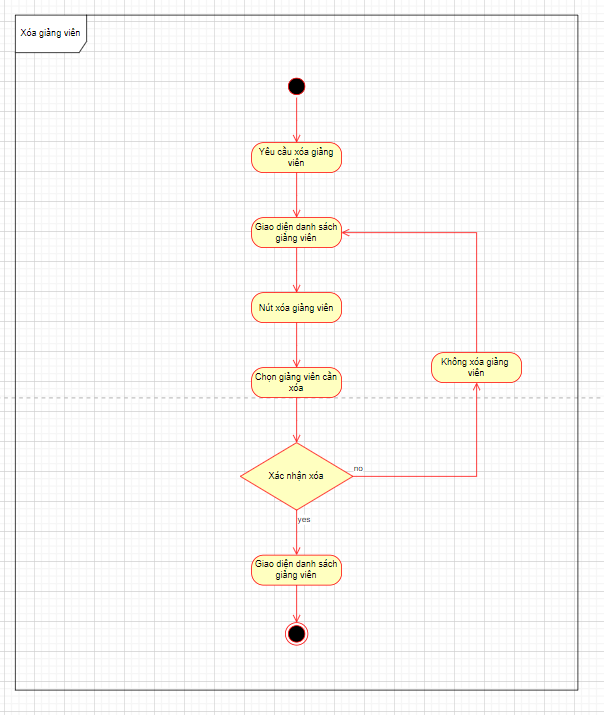 Xóa giảng viên
Yêu cầu xóa giảng
viên
Giao diện danh sách
giảng viên
Nút xóa giảng viên
Chọn giảng viên cần
xóa
Không xóa giảng
viên
Xác nhận xóa
no
yes
Giao diện danh sách
giảng viên